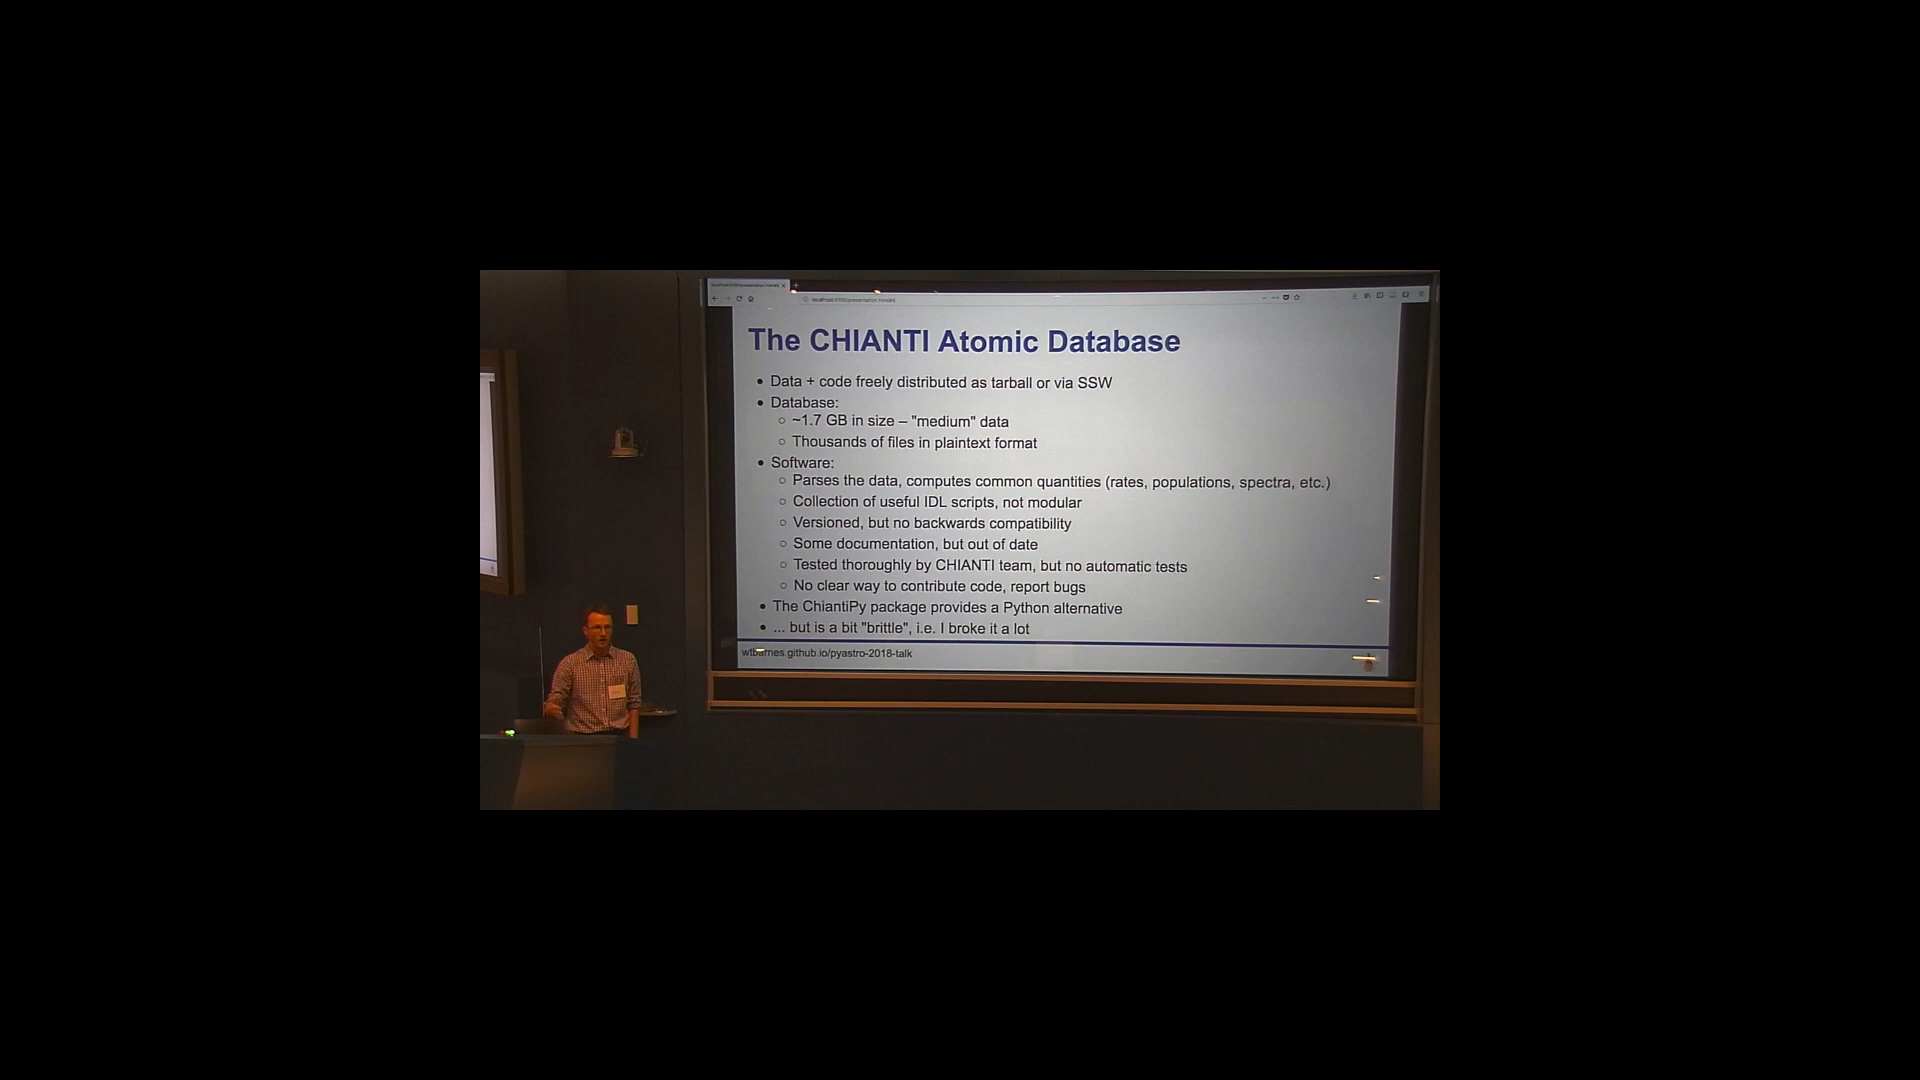 The CHIANTI Atomic Database
• Data + code freely distributed as tarball or via SSW
• Database:
○ ~1.7 GB in size – "medium" data
○ Thousands of files in plaintext format
• Software:
○ Parses the data, computes common quantities (rates, populations, spectra, etc.)
○ Collection of useful IDL scripts, not modular
○ Versioned, but no backwards compatibility
○ Some documentation, but out of date
○ Tested thoroughly by CHIANTI team, but no automatic tests
○ No clear way to contribute code, report bugs
• The ChiantiPy package provides a Python alternative
• ... but is a bit "brittle", i.e. I broke it a lot
wtbarnes.github.io/pyastro-2018-talk